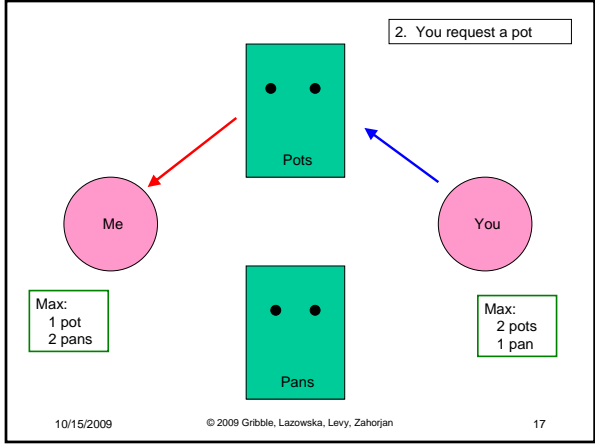 2. You request a pot
Pots
Me
You
Max:
1 pot
2 pans
Max:
2 pots
1 pan
Pans
10/15/2009
© 2009 Gribble, Lazowska, Levy, Zahorjan
17